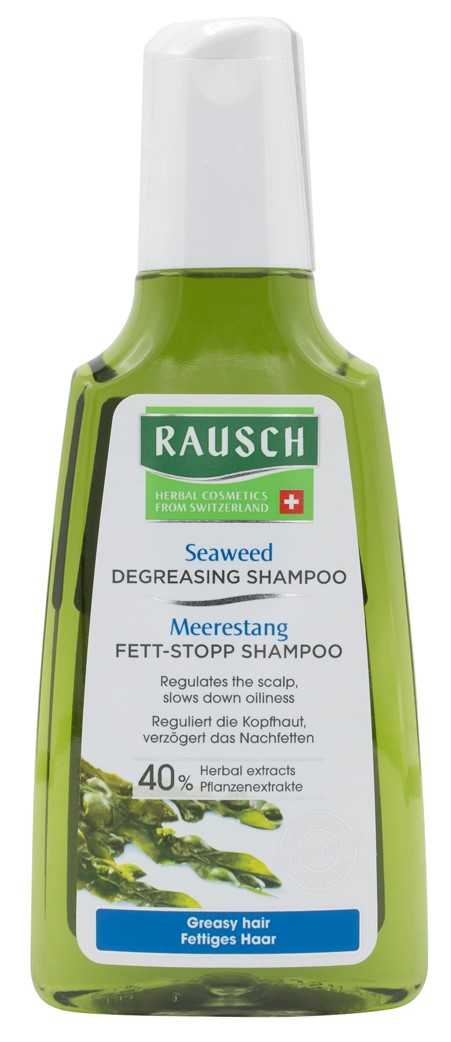 RAUSCH
HERBAL COSMETICS
FROM SWITZERLAND
Seaweed
DEGREASING SHAMPOO
Meerestang
FETT-STOPP SHAMPOO
Regulates the scalp,
slows down oiliness
Reguliert die Kopfhaut,
verzögert das Nachfetten
40% Herbal extracts
Pflanzenextrakte
Greasy hair
Fettiges Haar